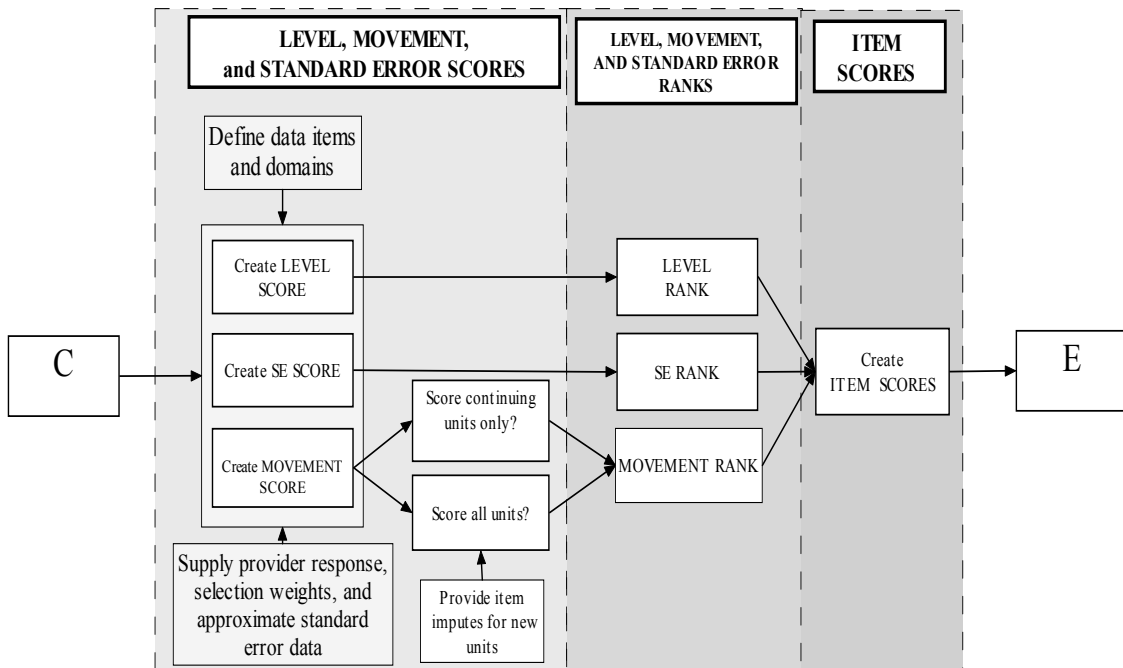 LEVEL, MOVEMENT,
and STANDARD ERROR SCORES
LEVEL, MOVEMENT,
AND STANDARD ERROR
RANKS
ITEM
SCORES
Define data items
and domains
Create LEVEL
SCORE
LEVEL
RANK
C
Create SE SCORE
SE RANK
Create
ITEM SCORES
E
Score continuing
units only?
Create MOVEMENT
SCORE
MOVEMENT RANK
Score all units?
Supply provider response,
selection weights, and
approximate standard
error data
Provide item
imputes for new
units